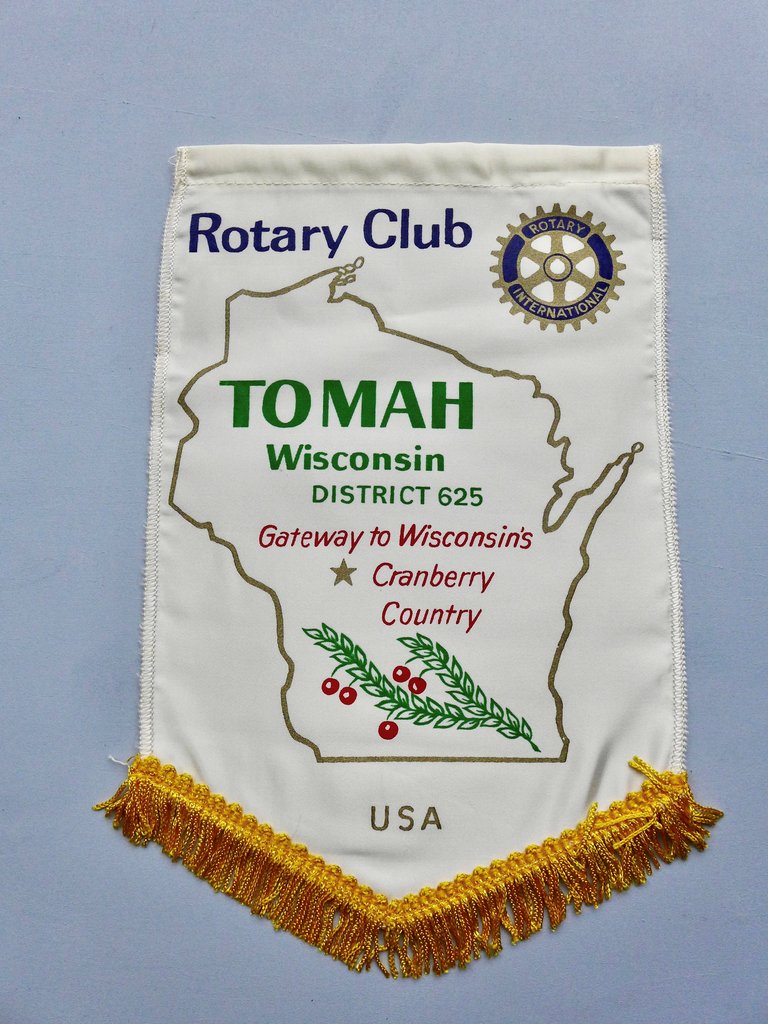 Rotary Club
ROTARY
INTERNATIONAL
TOMAH
Wisconsin
DISTRICT 625
Gateway to Wisconsin's
Cranberry
Country
USA